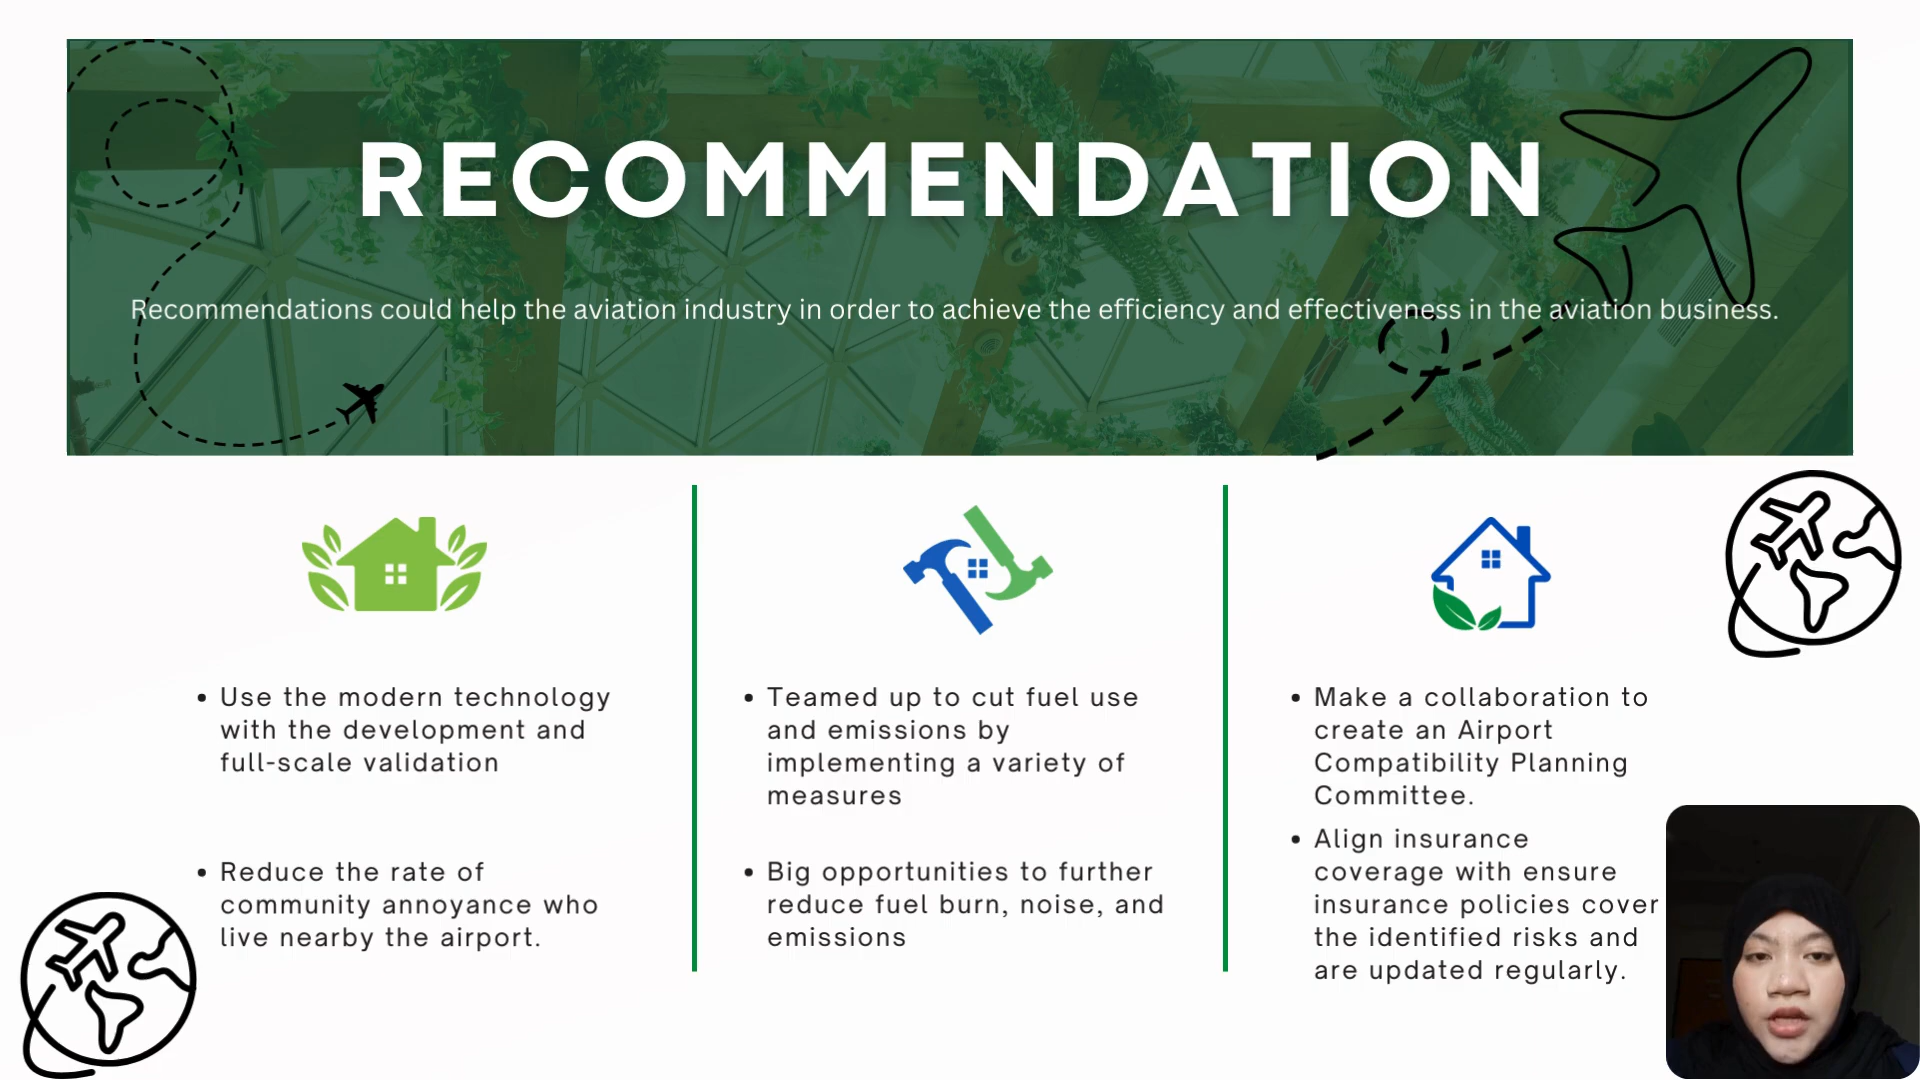 RECOMMENDATION
Recommendations could help the aviation industry in order to achieve the efficiency and effectiveness in the aviation business.
• Use the modern technology
with the development and
full-scale validation
• Reduce the rate of
community annoyance who
live nearby the airport.
• Teamed up to cut fuel use
and emissions by
implementing a variety of
measures
• Big opportunities to further
reduce fuel burn, noise, and
emissions
• Make a collaboration to
create an Airport
Compatibility Planning
Committee.
• Align insurance
coverage with ensure
insurance policies cover
the identified risks and
are updated regularly.